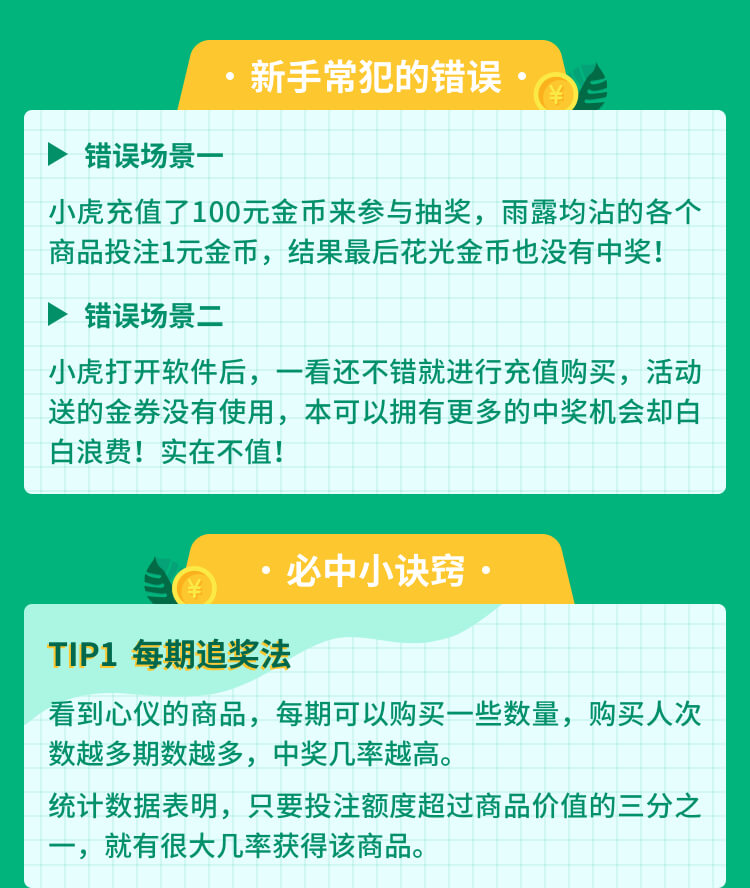 ·新手常犯的错误·
¥
▶ 错误场景一
小虎充值了100元金币来参与抽奖，雨露均沾的各个
商品投注1元金币，结果最后花光金币也没有中奖！
▶ 错误场景二
小虎打开软件后，一看还不错就进行充值购买，活动
送的金券没有使用，本可以拥有更多的中奖机会却白
白浪费！实在不值！
·必中小诀窍·
¥
TIP1 每期追奖法
看到心仪的商品，每期可以购买一些数量，购买人次
数越多期数越多，中奖几率越高。
统计数据表明，只要投注额度超过商品价值的三分之
一，就有很大几率获得该商品。